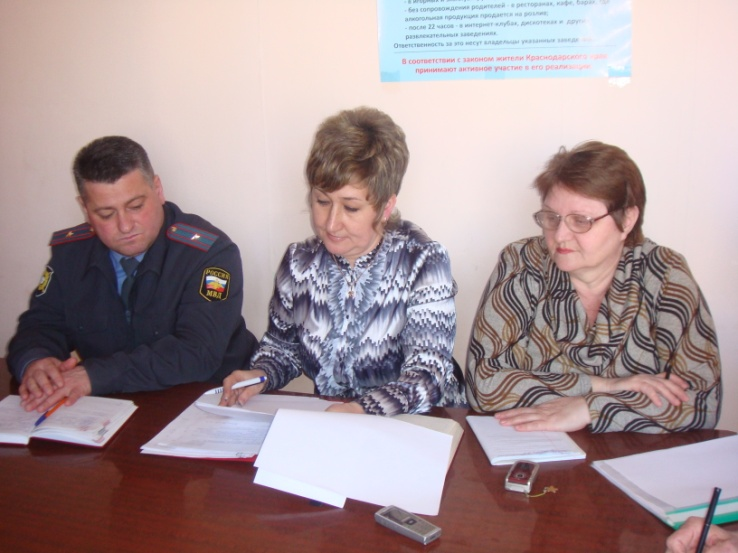 - без сопровождения родителей - в ресторанах, кафе, барах, где
алкогольная продукция продается на розлив;
- после 22 часов - в интернет-клубах, дискотеках и других
развлекательных заведениях.
Ответственность за это несут владельцы указанных заведений
В соответствии с законом жители Краснодарского края
принимают активное участие в его реализации
РОССИЯ
МВД